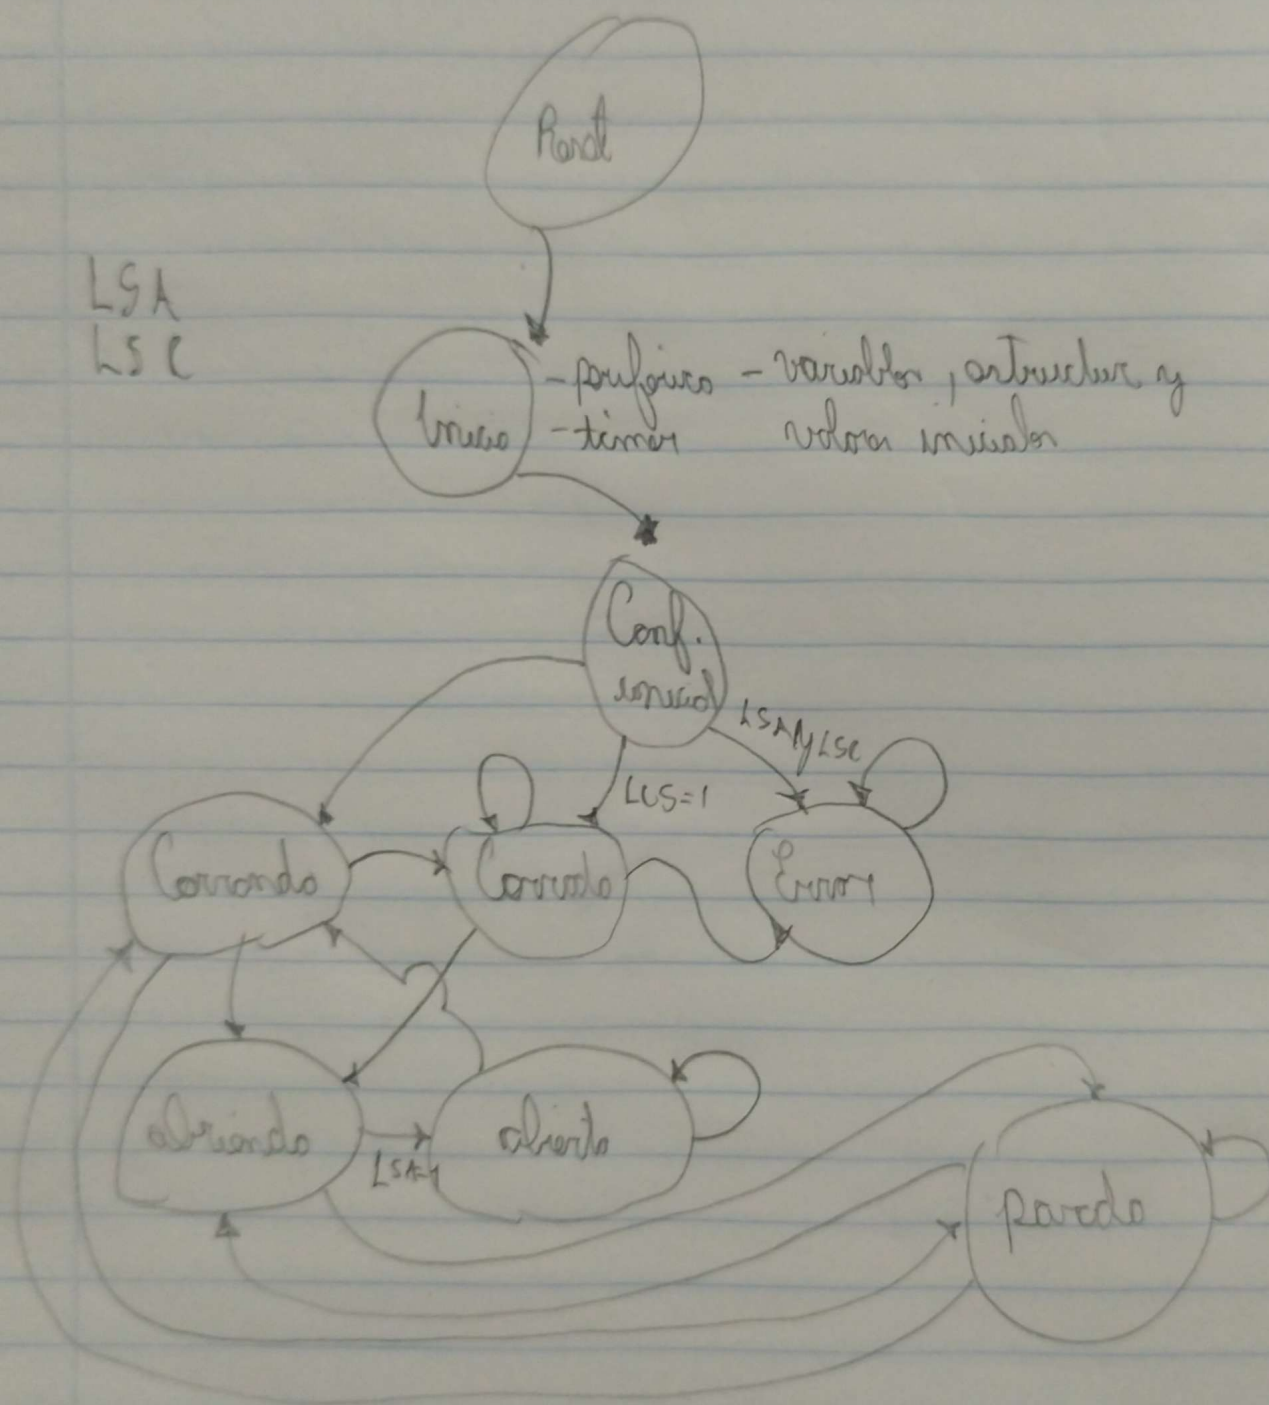 Reset
LSA
LSC
Inicio
- periferico - variables, estructur y
- timer valores iniciales
Conf.
inicial
LSA y LSC
LCS=1
Cerrando
Cerrado
Error
abriendo
LSA=1
abierto
parado